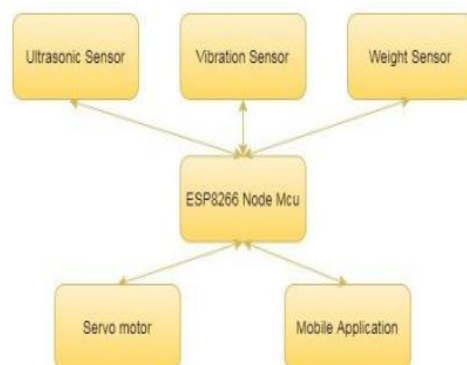 Ultrasonic Sensor
Vibration Sensor
Weight Sensor
ESP8266 Node Mcu
Servo motor
Mobile Application